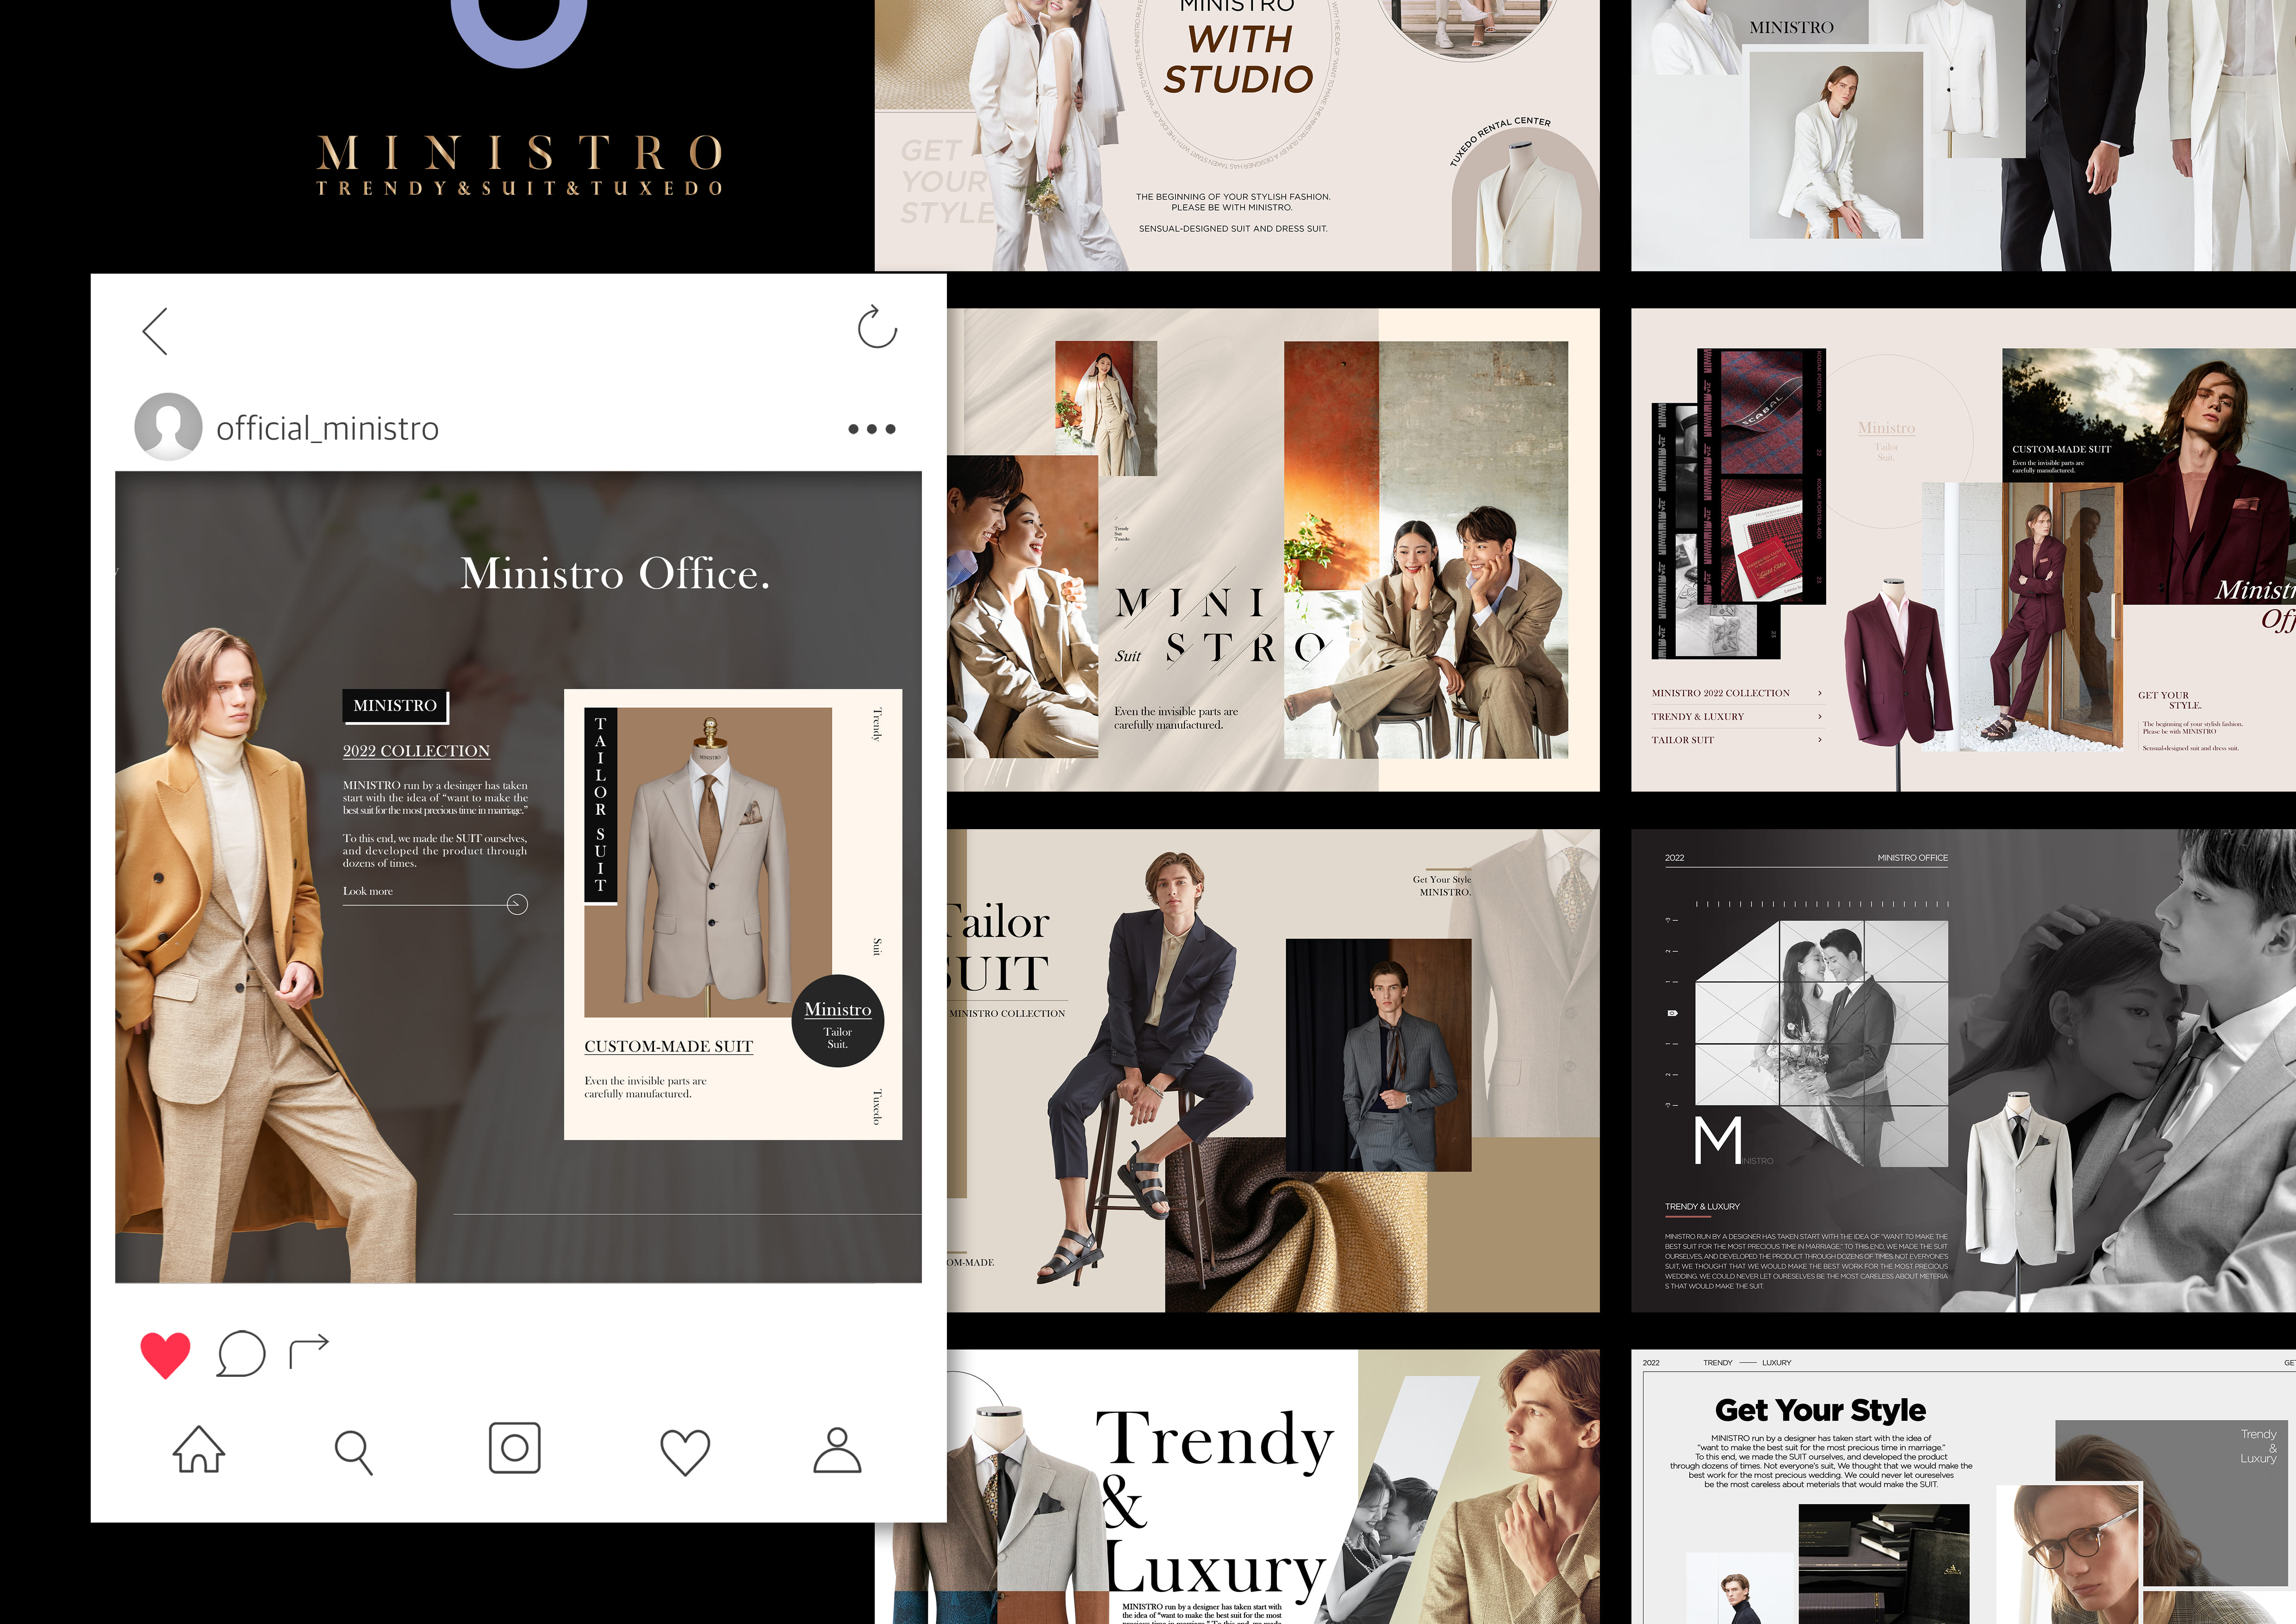 MINISTRO
TRENDY&SUIT&TUXEDO
official_ministro
Ministro Office.
MINISTRO
2022 COLLECTION
MINISTRO run by a desinger has taken
start with the idea of "want to make the
best suit for the most precious time in marriage."
To this end, we made the SUIT ourselves,
and developed the product through
dozens of times.
Look more
TAILOR SUIT
MINISTRO
Trendy
Suit
Tuxedo
Ministro
Tailor
Suit.
CUSTOM-MADE SUIT
Even the invisible parts are
carefully manufactured.
MINISTRO
WITH
STUDIO
GET
YOUR
STYLE
THE BEGINNING OF YOUR STYLISH FASHION.
PLEASE BE WITH MINISTRO.
SENSUAL-DESIGNED SUIT AND DRESS SUIT.
TUXEDO RENTAL CENTER
MINISTRO
Trendy
Suit
Tuxedo
MINI
Suit STRO
Even the invisible parts are
carefully manufactured.
SCABAL
KODAK PORTRA 400
22
KODAK PORTRA 400
23
33
Ministro
Tailor
Suit.
CUSTOM-MADE SUIT
Even the invisible parts are
carefully manufactured.
Ministr
Off
MINISTRO 2022 COLLECTION
TRENDY & LUXURY
TAILOR SUIT
GET YOUR
STYLE.
The beginning of your stylish fashion.
Please be with MINISTRO
Sensual-designed suit and dress suit.
Tailor
SUIT
MINISTRO COLLECTION
Get Your Style
MINISTRO.
OM-MADE
2022
MINISTRO OFFICE
MINISTRO
TRENDY & LUXURY
MINISTRO RUN BY A DESIGNER HAS TAKEN START WITH THE IDEA OF "WANT TO MAKE THE
BEST SUIT FOR THE MOST PRECIOUS TIME IN MARRIAGE." TO THIS END, WE MADE THE SUIT
OURSELVES, AND DEVELOPED THE PRODUCT THROUGH DOZENS OF TIMES. NOT EVERYONE'S
SUIT, WE THOUGHT THAT WE WOULD MAKE THE BEST WORK FOR THE MOST PRECIOUS
WEDDING. WE COULD NEVER LET OURESELVES BE THE MOST CARELESS ABOUT METERIA
S THAT WOULD MAKE THE SUIT.
Trendy
&
Luxury
MINISTRO run by a designer has taken start with
the idea of "want to make the best suit for the most
2022
TRENDY
LUXURY
GE
Get Your Style
MINISTRO run by a designer has taken start with the idea of
"want to make the best suit for the most precious time in marriage."
To this end, we made the SUIT ourselves, and developed the product
through dozens of times. Not everyone's suit, We thought that we would make the
best work for the most precious wedding. We could never let oureselves
be the most careless about meterials that would make the SUIT.
Trendy
&
Luxury